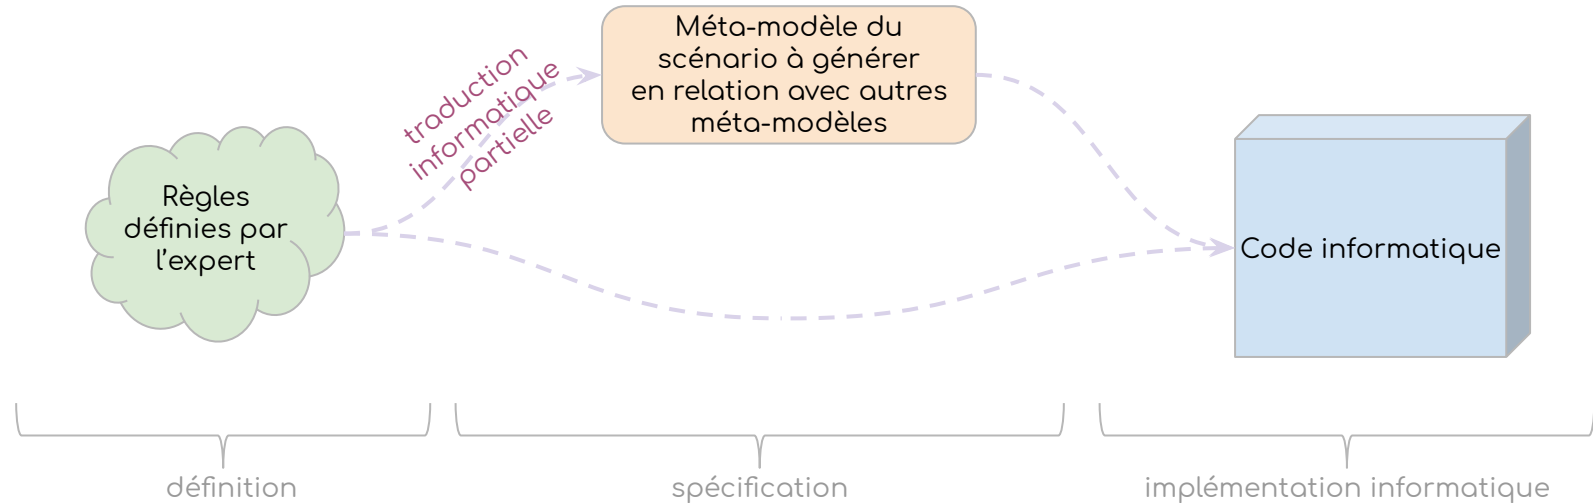 Méta-modèle du
scénario à générer
en relation avec autres
méta-modèles
traduction
informatique
partielle
Règles
définies par
l'expert
Code informatique
définition
spécification
implémentation informatique